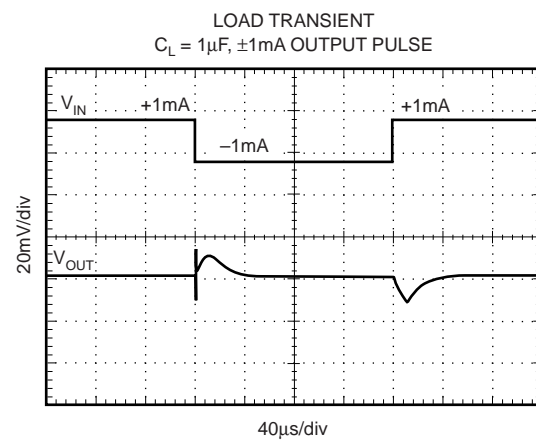 LOAD TRANSIENT
C_L = 1µF, ±1mA OUTPUT PULSE
V_IN
+1mA
–1mA
+1mA
20mV/div
V_OUT
40µs/div